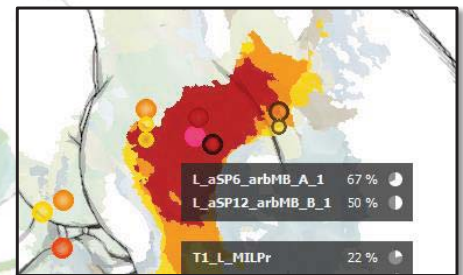 L_aSP6_arbMB_A_1 67 %
L_aSP12_arbMB_B_1 50 %
T1_L_MILPr 22 %